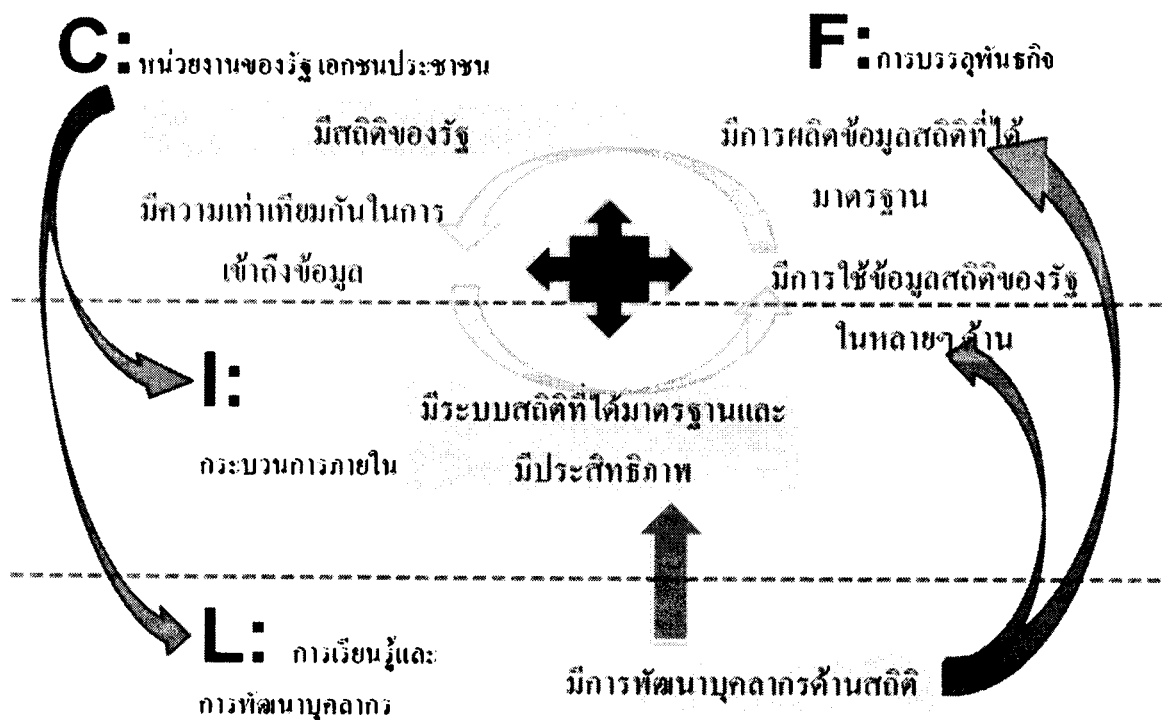 C: หน่วยงานของรัฐ เอกชนประชาชน
มีสถิติของรัฐ
มีความเท่าเทียมกันในการ
เข้าถึงข้อมูล
F: การบรรลุพันธกิจ
มีการผลิตข้อมูลสถิติที่ได้
มาตรฐาน
มีการใช้ข้อมูลสถิติของรัฐ
ในหลายๆ ด้าน
I:
กระบวนการภายใน
มีระบบสถิติที่ได้มาตรฐานและ
มีประสิทธิภาพ
L: การเรียนรู้และ
การพัฒนาบุคลากร
มีการพัฒนาบุคลากรด้านสถิติ